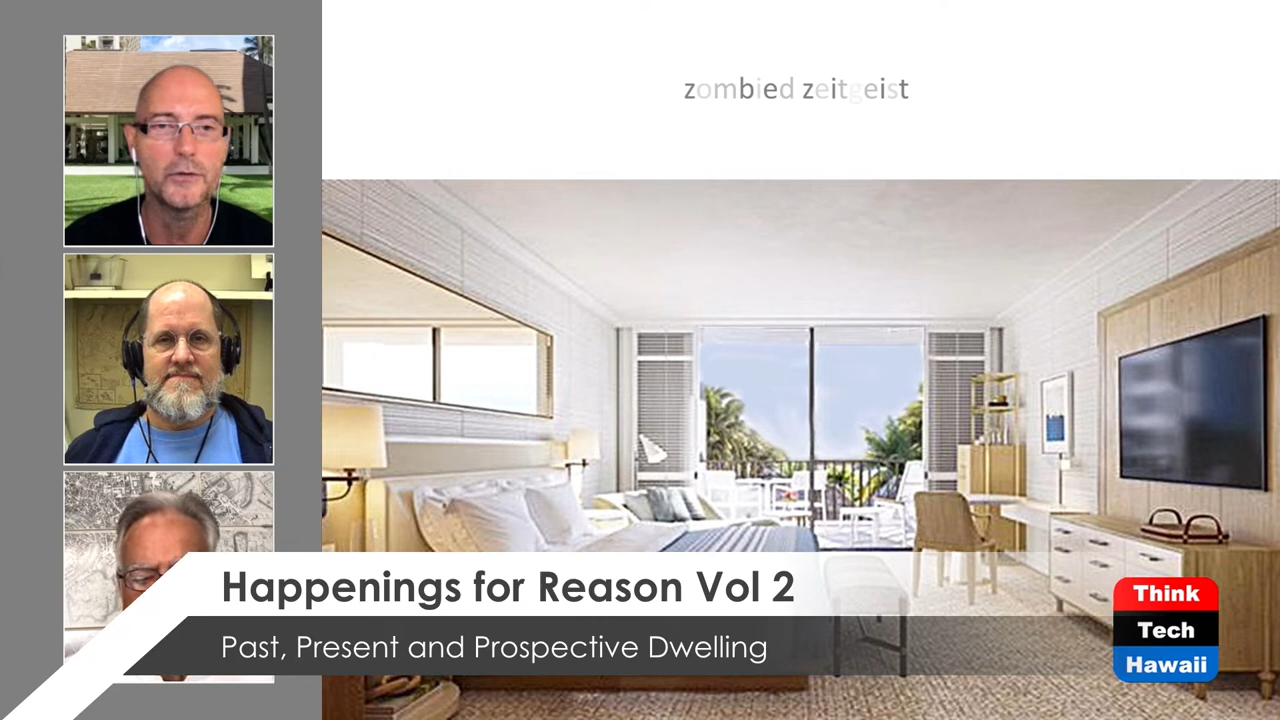 zombied zeitgeist
Happenings for Reason Vol 2
Past, Present and Prospective Dwelling
Think
Tech
Hawaii